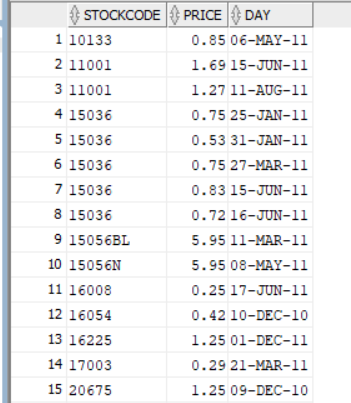 STOCKCODE PRICE DAY
1 10133 0.85 06-MAY-11
2 11001 1.69 15-JUN-11
3 11001 1.27 11-AUG-11
4 15036 0.75 25-JAN-11
5 15036 0.53 31-JAN-11
6 15036 0.75 27-MAR-11
7 15036 0.83 15-JUN-11
8 15036 0.72 16-JUN-11
9 15056BL 5.95 11-MAR-11
10 15056N 5.95 08-MAY-11
11 16008 0.25 17-JUN-11
12 16054 0.42 10-DEC-10
13 16225 1.25 01-DEC-11
14 17003 0.29 21-MAR-11
15 20675 1.25 09-DEC-10